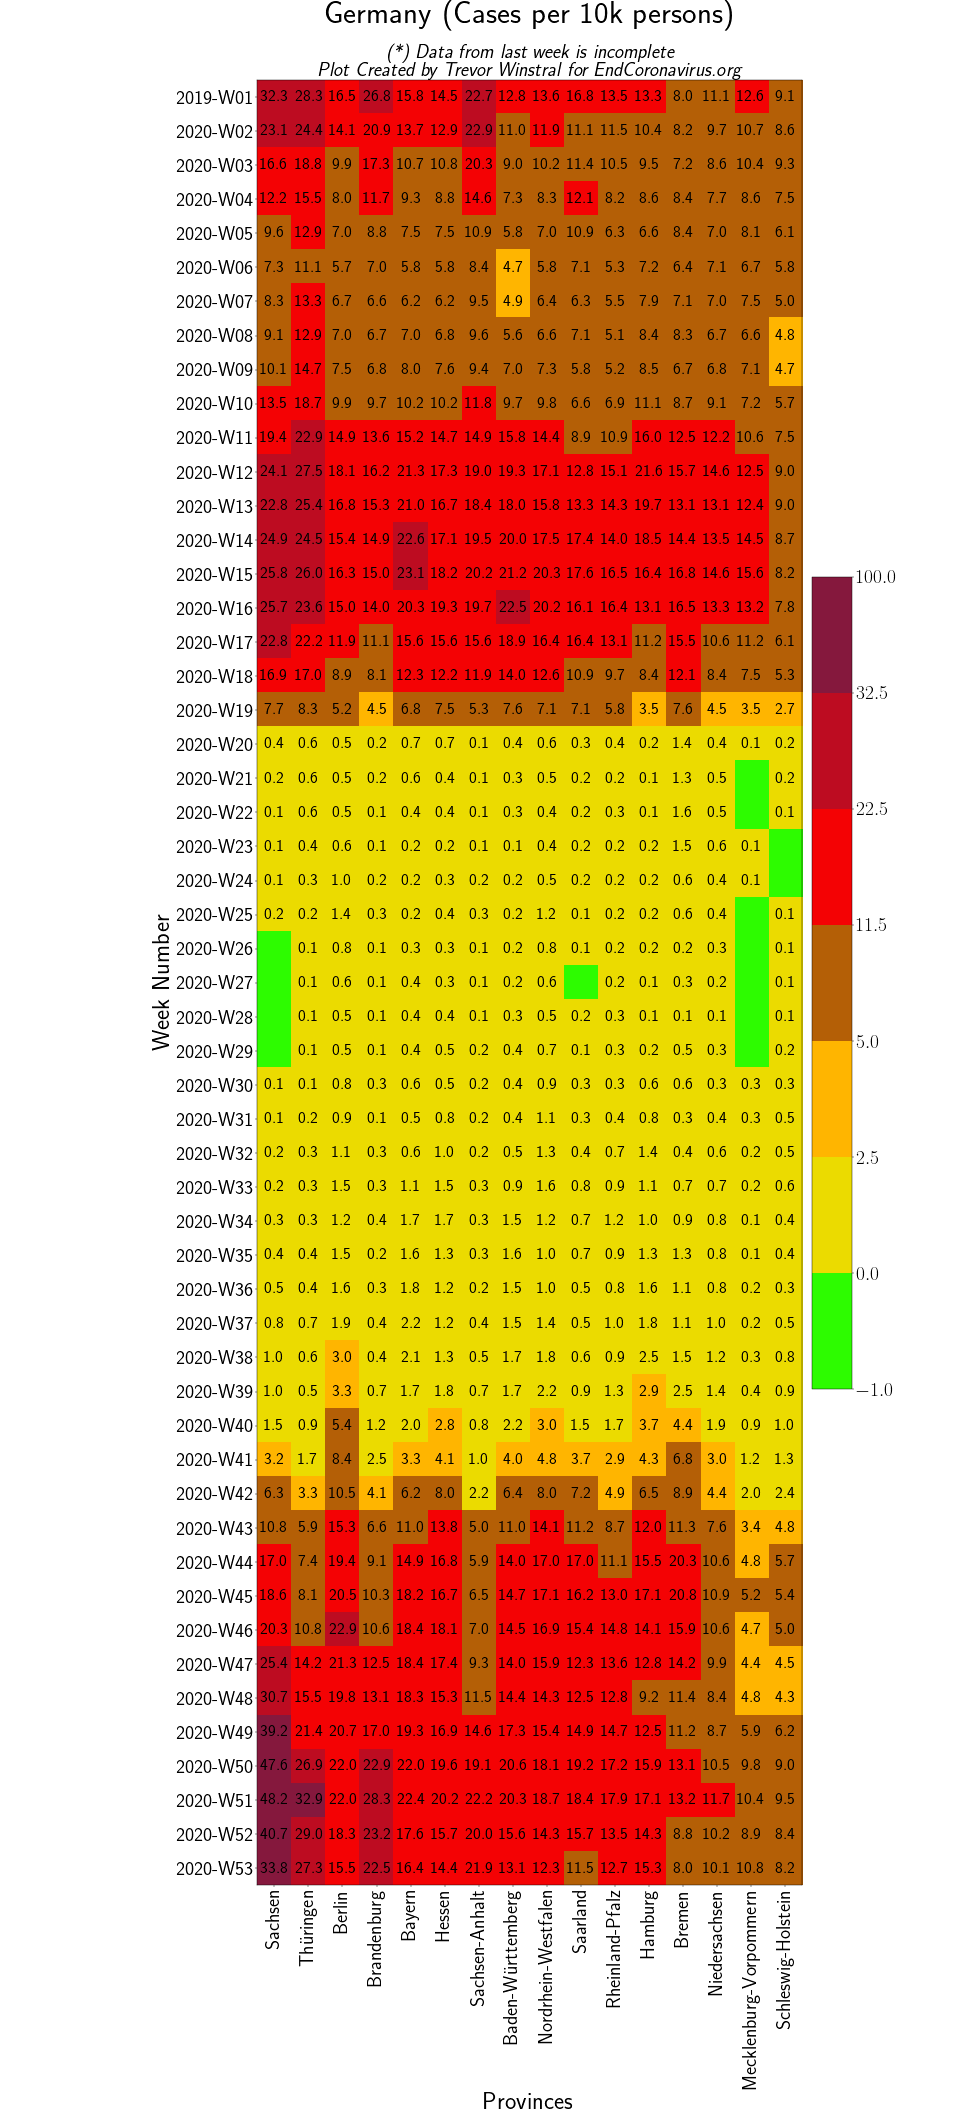 Germany (Cases per 10k persons)
(*) Data from last week is incomplete
Plot Created by Trevor Winstral for EndCoronavirus.org
2019-W01 32.3 28.3 16.5 26.8 15.8 14.5 22.7 12.8 13.6 16.8 13.5 13.3 8.0 11.1 12.6 9.1
2020-W02 23.1 24.4 14.1 20.9 13.7 12.9 22.9 11.0 11.9 11.1 11.5 10.4 8.2 9.7 10.7 8.6
2020-W03 16.6 18.8 9.9 17.3 10.7 10.8 20.3 9.0 10.2 11.4 10.5 9.5 7.2 8.6 10.4 9.3
2020-W04 12.2 15.5 8.0 11.7 9.3 8.8 14.6 7.3 8.3 12.1 8.2 8.6 8.4 7.7 8.6 7.5
2020-W05 9.6 12.9 7.0 8.8 7.5 7.5 10.9 5.8 7.0 10.9 6.3 6.6 8.4 7.0 8.1 6.1
2020-W06 7.3 11.1 5.7 7.0 5.8 5.8 8.4 4.7 5.8 7.1 5.3 7.2 6.4 7.1 6.7 5.8
2020-W07 8.3 13.3 6.7 6.6 6.2 6.2 9.5 4.9 6.4 6.3 5.5 7.9 7.1 7.0 7.5 5.0
2020-W08 9.1 12.9 7.0 6.7 7.0 6.8 9.6 5.6 6.6 7.1 5.1 8.4 8.3 6.7 6.6 4.8
2020-W09 10.1 14.7 7.5 6.8 8.0 7.6 9.4 7.0 7.3 5.8 5.2 8.5 6.7 6.8 7.1 4.7
2020-W10 13.5 18.7 9.9 9.7 10.2 10.2 11.8 9.7 9.8 6.6 6.9 11.1 8.7 9.1 7.2 5.7
2020-W11 19.4 22.9 14.9 13.6 15.2 14.7 14.9 15.8 14.4 8.9 10.9 16.0 12.5 12.2 10.6 7.5
2020-W12 24.1 27.5 18.1 16.2 21.3 17.3 19.0 19.3 17.1 12.8 15.1 21.6 15.7 14.6 12.5 9.0
2020-W13 22.8 25.4 16.8 15.3 21.0 16.7 18.4 18.0 15.8 13.3 14.3 19.7 13.1 13.1 12.4 9.0
2020-W14 24.9 24.5 15.4 14.9 22.6 17.1 19.5 20.0 17.5 17.4 14.0 18.5 14.4 13.5 14.5 8.7
2020-W15 25.8 26.0 16.3 15.0 23.1 18.2 20.2 21.2 20.3 17.6 16.5 16.4 16.8 14.6 15.6 8.2
2020-W16 25.7 23.6 15.0 14.0 20.3 19.3 19.7 22.5 20.2 16.1 16.4 13.1 16.5 13.3 13.2 7.8
2020-W17 22.8 22.2 11.9 11.1 15.6 15.6 15.6 18.9 16.4 16.4 13.1 11.2 15.5 10.6 11.2 6.1
2020-W18 16.9 17.0 8.9 8.1 12.3 12.2 11.9 14.0 12.6 10.9 9.7 8.4 12.1 8.4 7.5 5.3
2020-W19 7.7 8.3 5.2 4.5 6.8 7.5 5.3 7.6 7.1 7.1 5.8 3.5 7.6 4.5 3.5 2.7
2020-W20 0.4 0.6 0.5 0.2 0.7 0.7 0.1 0.4 0.6 0.3 0.4 0.2 1.4 0.4 0.1 0.2
2020-W21 0.2 0.6 0.5 0.2 0.6 0.4 0.1 0.3 0.5 0.2 0.2 0.1 1.3 0.5 0.2
2020-W22 0.1 0.6 0.5 0.1 0.4 0.4 0.1 0.3 0.4 0.2 0.3 0.1 1.6 0.5 0.1
2020-W23 0.1 0.4 0.6 0.1 0.2 0.2 0.1 0.1 0.4 0.2 0.2 0.2 1.5 0.6 0.1
2020-W24 0.1 0.3 1.0 0.2 0.2 0.3 0.2 0.2 0.5 0.2 0.2 0.2 0.6 0.4 0.1
2020-W25 0.2 0.2 1.4 0.3 0.2 0.4 0.3 0.2 1.2 0.1 0.2 0.2 0.6 0.4 0.1
2020-W26 0.1 0.8 0.1 0.3 0.3 0.1 0.2 0.8 0.1 0.2 0.2 0.2 0.3 0.1
2020-W27 0.1 0.6 0.1 0.4 0.3 0.1 0.2 0.6 0.2 0.1 0.3 0.2 0.1
2020-W28 0.1 0.5 0.1 0.4 0.4 0.1 0.3 0.5 0.2 0.3 0.1 0.1 0.1 0.1
2020-W29 0.1 0.5 0.1 0.4 0.5 0.2 0.4 0.7 0.1 0.3 0.2 0.5 0.3 0.2
2020-W30 0.1 0.1 0.8 0.3 0.6 0.5 0.2 0.4 0.9 0.3 0.3 0.6 0.6 0.3 0.3 0.3
2020-W31 0.1 0.2 0.9 0.1 0.5 0.8 0.2 0.4 1.1 0.3 0.4 0.8 0.3 0.4 0.3 0.5
2020-W32 0.2 0.3 1.1 0.3 0.6 1.0 0.2 0.5 1.3 0.4 0.7 1.4 0.4 0.6 0.2 0.5
2020-W33 0.2 0.3 1.5 0.3 1.1 1.5 0.3 0.9 1.6 0.8 0.9 1.1 0.7 0.7 0.2 0.6
2020-W34 0.3 0.3 1.2 0.4 1.7 1.7 0.3 1.5 1.2 0.7 1.2 1.0 0.9 0.8 0.1 0.4
2020-W35 0.4 0.4 1.5 0.2 1.6 1.3 0.3 1.6 1.0 0.7 0.9 1.3 1.3 0.8 0.1 0.4
2020-W36 0.5 0.4 1.6 0.3 1.8 1.2 0.2 1.5 1.0 0.5 0.8 1.6 1.1 0.8 0.2 0.3
2020-W37 0.8 0.7 1.9 0.4 2.2 1.2 0.4 1.5 1.4 0.5 1.0 1.8 1.1 1.0 0.2 0.5
2020-W38 1.0 0.6 3.0 0.4 2.1 1.3 0.5 1.7 1.8 0.6 0.9 2.5 1.5 1.2 0.3 0.8
2020-W39 1.0 0.5 3.3 0.7 1.7 1.8 0.7 1.7 2.2 0.9 1.3 2.9 2.5 1.4 0.4 0.9
2020-W40 1.5 0.9 5.4 1.2 2.0 2.8 0.8 2.2 3.0 1.5 1.7 3.7 4.4 1.9 0.9 1.0
2020-W41 3.2 1.7 8.4 2.5 3.3 4.1 1.0 4.0 4.8 3.7 2.9 4.3 6.8 3.0 1.2 1.3
2020-W42 6.3 3.3 10.5 4.1 6.2 8.0 2.2 6.4 8.0 7.2 4.9 6.5 8.9 4.4 2.0 2.4
2020-W43 10.8 5.9 15.3 6.6 11.0 13.8 5.0 11.0 14.1 11.2 8.7 12.0 11.3 7.6 3.4 4.8
2020-W44 17.0 7.4 19.4 9.1 14.9 16.8 5.9 14.0 17.0 17.0 11.1 15.5 20.3 10.6 4.8 5.7
2020-W45 18.6 8.1 20.5 10.3 18.2 16.7 6.5 14.7 17.1 16.2 13.0 17.1 20.8 10.9 5.2 5.4
2020-W46 20.3 10.8 22.9 10.6 18.4 18.1 7.0 14.5 16.9 15.4 14.8 14.1 15.9 10.6 4.7 5.0
2020-W47 25.4 14.2 21.3 12.5 18.4 17.4 9.3 14.0 15.9 12.3 13.6 12.8 14.2 9.9 4.4 4.5
2020-W48 30.7 15.5 19.8 13.1 18.3 15.3 11.5 14.4 14.3 12.5 12.8 9.2 11.4 8.4 4.8 4.3
2020-W49 39.2 21.4 20.7 17.0 19.3 16.9 14.6 17.3 15.4 14.9 14.7 12.5 11.2 8.7 5.9 6.2
2020-W50 47.6 26.9 22.0 22.9 22.0 19.6 19.1 20.6 18.1 19.2 17.2 15.9 13.1 10.5 9.8 9.0
2020-W51 48.2 32.9 22.0 28.3 22.4 20.2 22.2 20.3 18.7 18.4 17.9 17.1 13.2 11.7 10.4 9.5
2020-W52 40.7 29.0 18.3 23.2 17.6 15.7 20.0 15.6 14.3 15.7 13.5 14.3 8.8 10.2 8.9 8.4
2020-W53 33.8 27.3 15.5 22.5 16.4 14.4 21.9 13.1 12.3 11.5 12.7 15.3 8.0 10.1 10.8 8.2
Week Number
Sachsen
Thüringen
Berlin
Brandenburg
Bayern
Hessen
Sachsen-Anhalt
Baden-Württemberg
Nordrhein-Westfalen
Saarland
Rheinland-Pfalz
Hamburg
Bremen
Niedersachsen
Mecklenburg-Vorpommern
Schleswig-Holstein
Provinces
100.0
32.5
22.5
11.5
5.0
2.5
0.0
−1.0